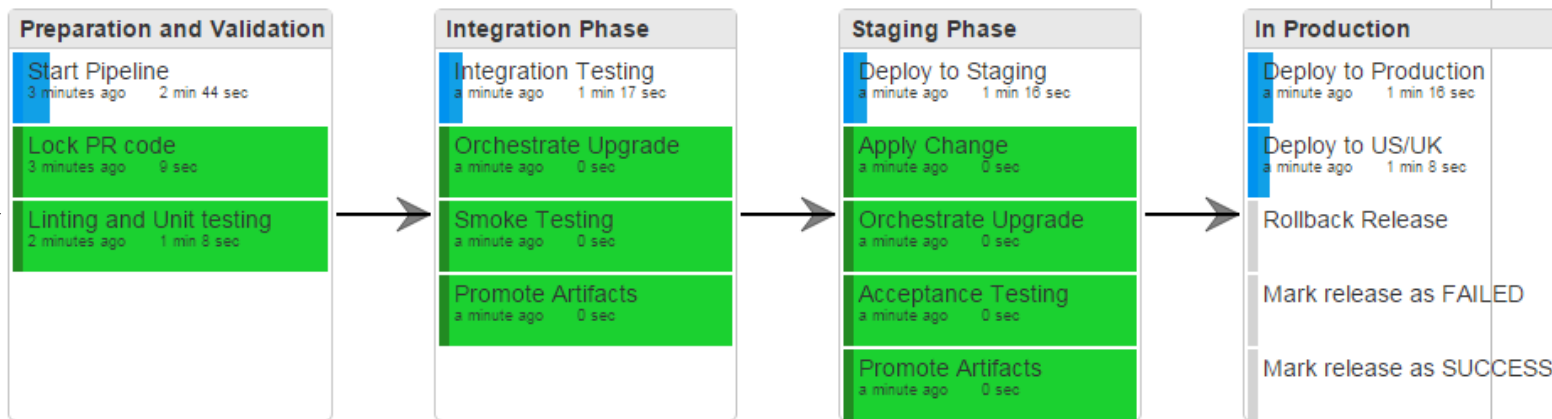 Preparation and Validation
Start Pipeline
3 minutes ago 2 min 44 sec
Lock PR code
3 minutes ago 9 sec
Linting and Unit testing
2 minutes ago 1 min 8 sec
Integration Phase
Integration Testing
a minute ago 1 min 17 sec
Orchestrate Upgrade
a minute ago 0 sec
Smoke Testing
a minute ago 0 sec
Promote Artifacts
a minute ago 0 sec
Staging Phase
Deploy to Staging
a minute ago 1 min 16 sec
Apply Change
a minute ago 0 sec
Orchestrate Upgrade
a minute ago 0 sec
Acceptance Testing
a minute ago 0 sec
Promote Artifacts
a minute ago 0 sec
In Production
Deploy to Production
a minute ago 1 min 16 sec
Deploy to US/UK
a minute ago 1 min 8 sec
Rollback Release
Mark release as FAILED
Mark release as SUCCESS